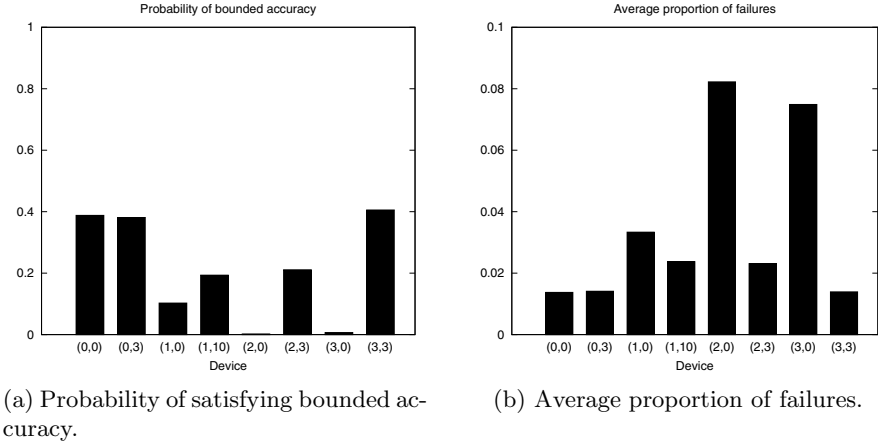 Probability of bounded accuracy
1
0.8
0.6
0.4
0.2
0
(0,0) (0,3) (1,0) (1,10) (2,0) (2,3) (3,0) (3,3)
Device
(a) Probability of satisfying bounded ac-
curacy.
Average proportion of failures
0.1
0.08
0.06
0.04
0.02
0
(0,0) (0,3) (1,0) (1,10) (2,0) (2,3) (3,0) (3,3)
Device
(b) Average proportion of failures.